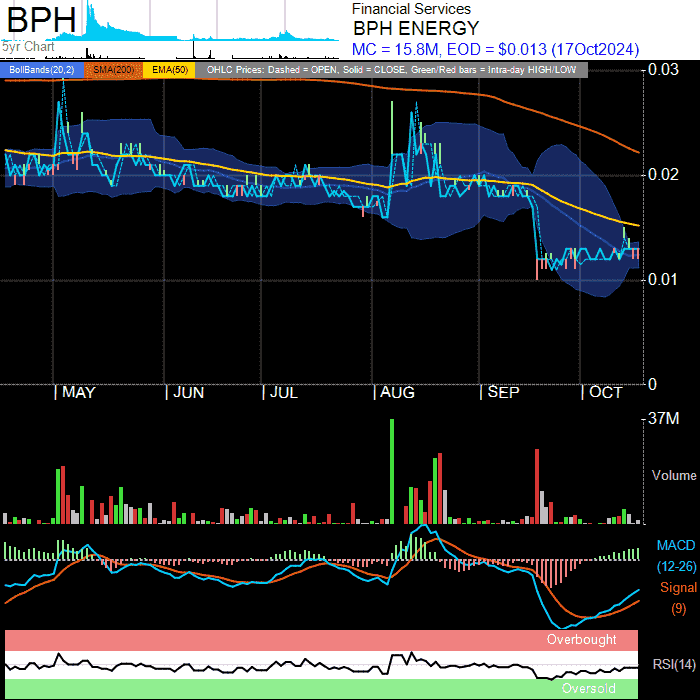 BPH
5yr Chart
Financial Services
BPH ENERGY
MC = 15.8M, EOD = $0.013 (17Oct2024)
BollBands(20,2) SMA(200) EMA(50) OHLC Prices: Dashed = OPEN, Solid = CLOSE, Green/Red bars = Intra-day HIGH/LOW
0.03
0.02
0.01
0
| MAY | JUN | JUL | AUG | SEP | OCT
37M
Volume
MACD
(12-26)
Signal
(9)
Overbought
RSI(14)
Oversold